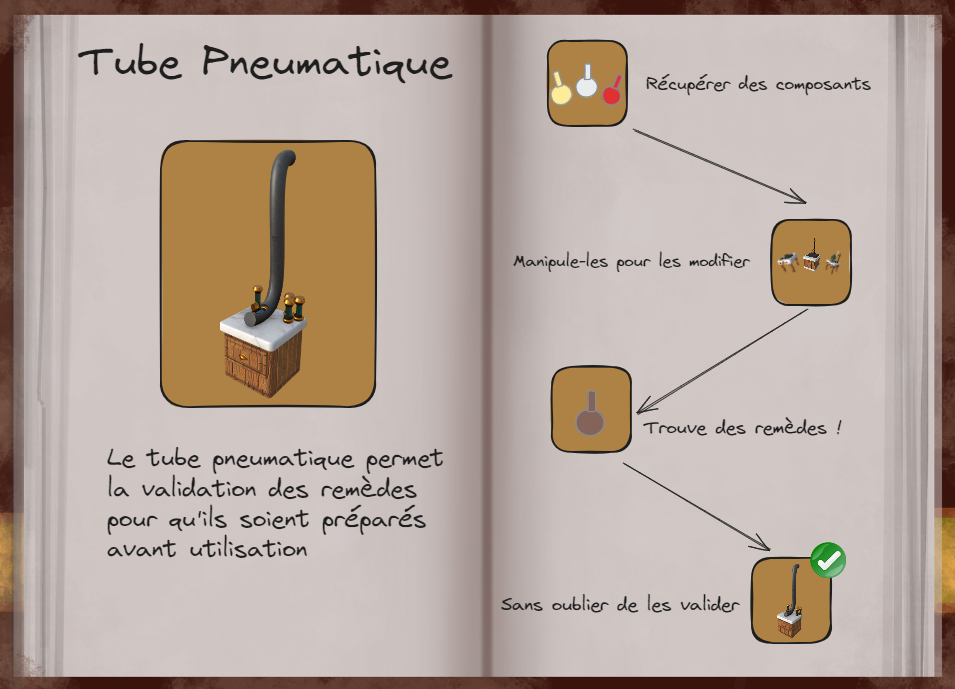 Tube Pneumatique
Le tube pneumatique permet
la validation des remèdes
pour qu'ils soient préparés
avant utilisation
Récupérer des composants
Manipule-les pour les modifier
Trouve des remèdes !
Sans oublier de les valider